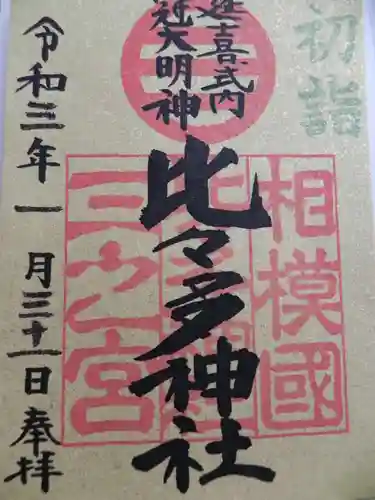 初詣
延喜式内
冠大明神
比々多神社
相模國
三之宮
令和三年一月三十一日奉拝